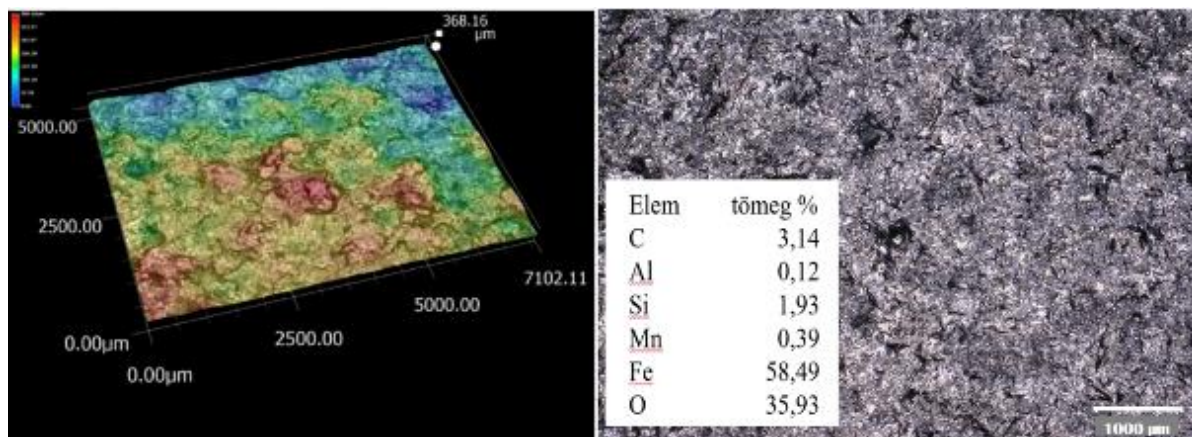 368.16
µm
5000.00
2500.00
0.00µm
0.00µm
2500.00
5000.00
7102.11
Elem tömeg %
C 3,14
Al 0,12
Si 1,93
Mn 0,39
Fe 58,49
O 35,93
1000 µm